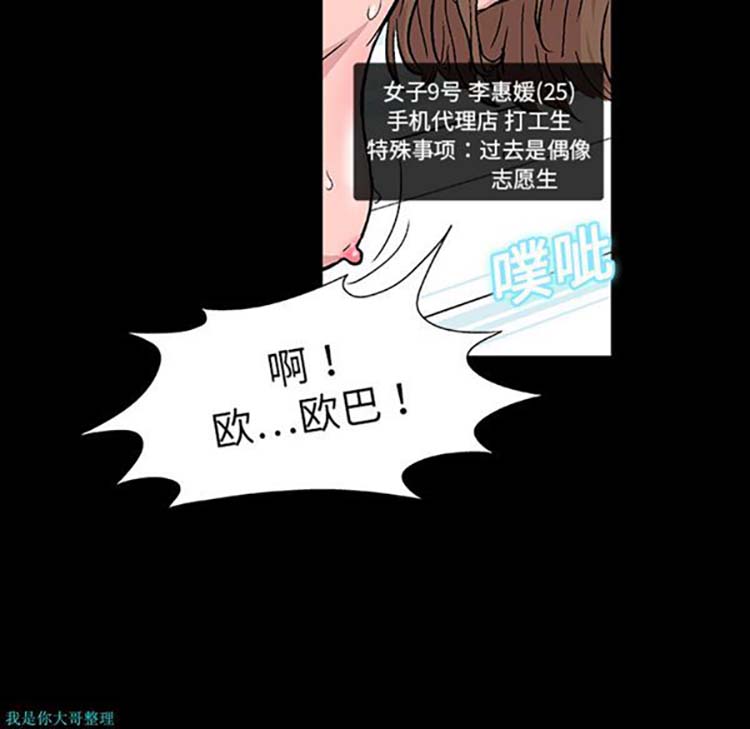 女子9号 李惠媛(25)
手机代理店 打工生
特殊事项：过去是偶像
志愿生
噗呲
啊！
欧…欧巴！
我是你大哥整理